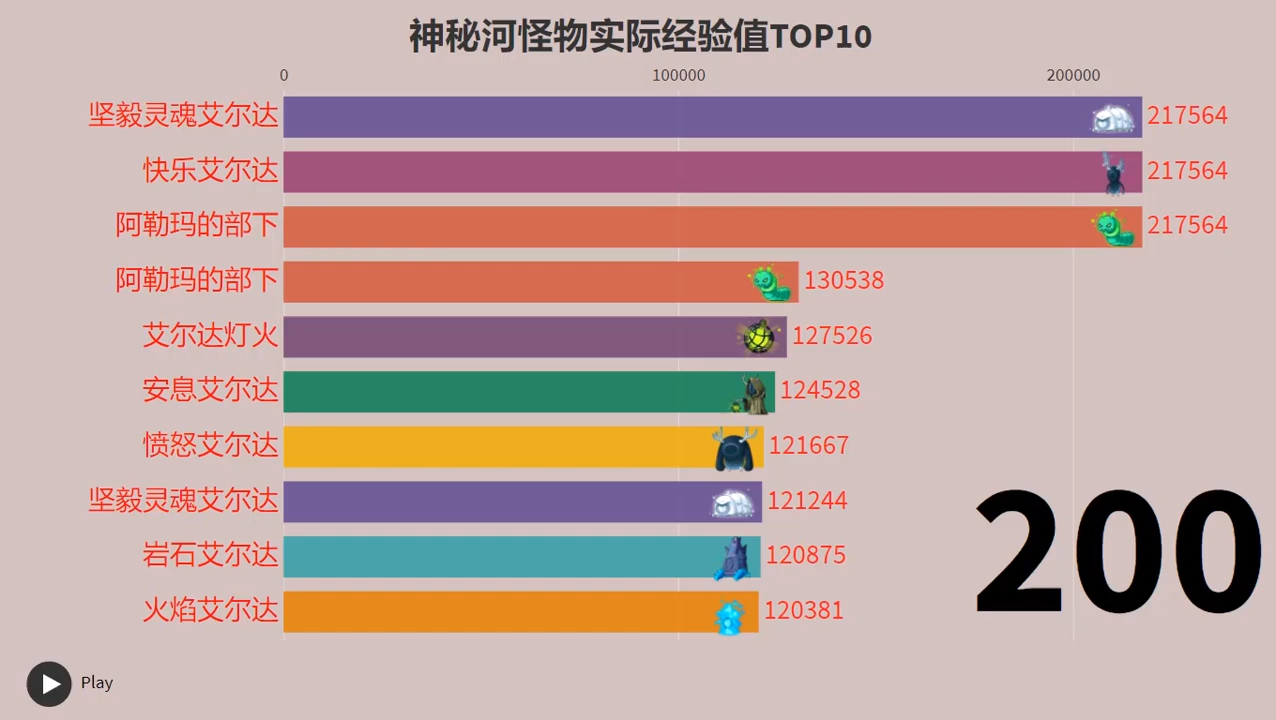 神秘河怪物实际经验值TOP10
0 100000 200000
坚毅灵魂艾尔达 217564
快乐艾尔达 217564
阿勒玛的部下 217564
阿勒玛的部下 130538
艾尔达灯火 127526
安息艾尔达 124528
愤怒艾尔达 121667
坚毅灵魂艾尔达 121244
岩石艾尔达 120875
火焰艾尔达 120381
200
Play